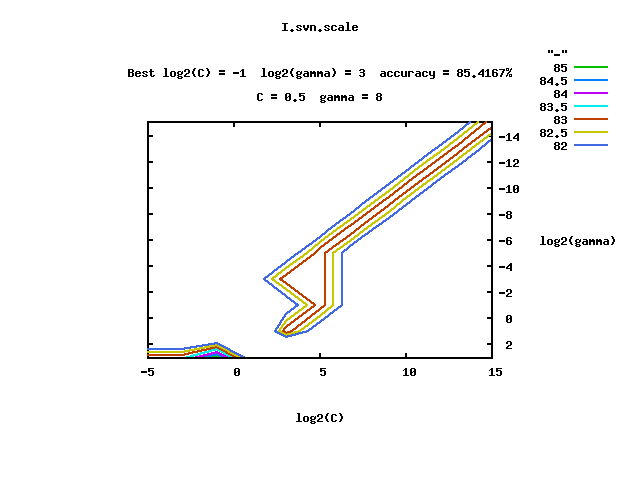 I.svn.scale
"-"
Best log2(C) = -1 log2(gamma) = 3 accuracy = 85.4167%
C = 0.5 gamma = 8
85
84.5
84
83.5
83
82.5
82
-14
-12
-10
-8
-6
-4
-2
0
2
log2(gamma)
-5 0 5 10 15
log2(C)